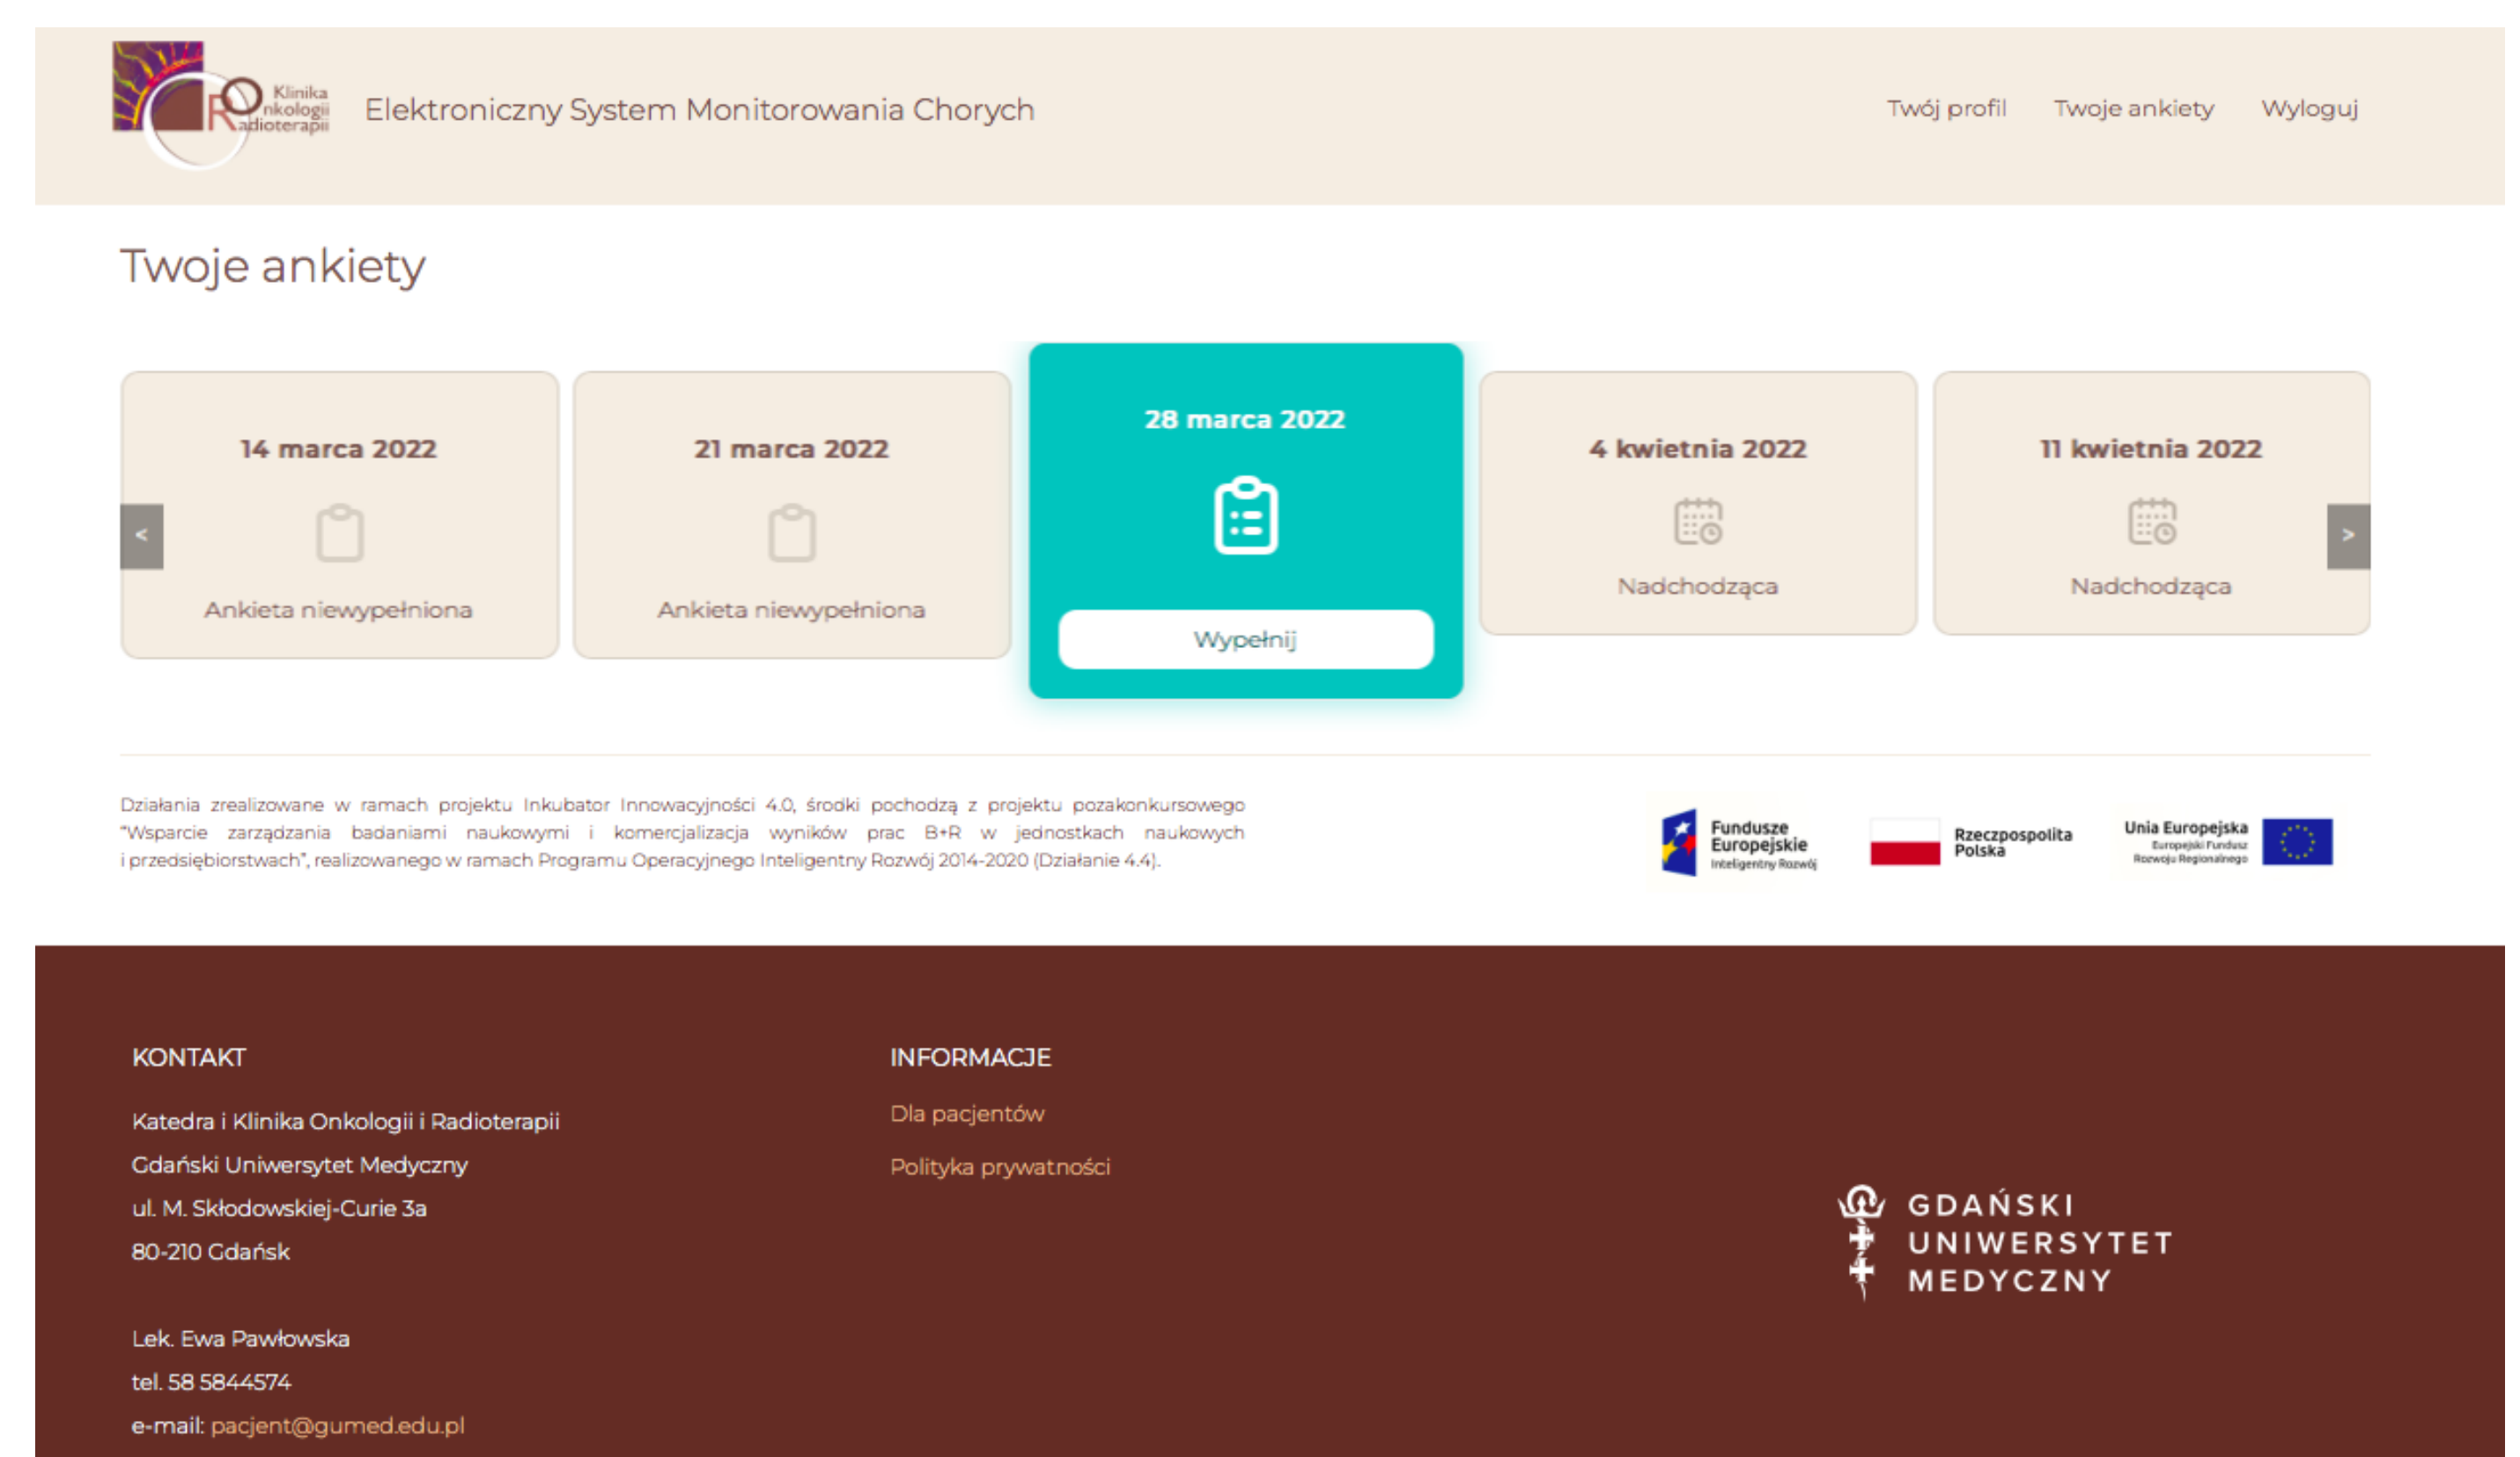 Klinika
Onkologii
Radioterapii
Elektroniczny System Monitorowania Chorych
Twój profil
Twoje ankiety
Wyloguj
Twoje ankiety
14 marca 2022
Ankieta niewypełniona
21 marca 2022
Ankieta niewypełniona
28 marca 2022
Wypełnij
4 kwietnia 2022
Nadchodząca
11 kwietnia 2022
Nadchodząca
<
>
Działania zrealizowane w ramach projektu Inkubator Innowacyjności 4.0, środki pochodzą z projektu pozakonkursowego
"Wsparcie zarządzania badaniami naukowymi i komercjalizacja wyników prac B+R w jednostkach naukowych
i przedsiębiorstwach", realizowanego w ramach Programu Operacyjnego Inteligentny Rozwój 2014-2020 (Działanie 4.4).
Fundusze
Europejskie
Inteligentny Rozwój
Rzeczpospolita
Polska
Unia Europejska
Europejski Fundusz
Rozwoju Regionalnego
KONTAKT
Katedra i Klinika Onkologii i Radioterapii
Gdański Uniwersytet Medyczny
ul. M. Skłodowskiej-Curie 3a
80-210 Gdańsk
Lek. Ewa Pawłowska
tel. 58 5844574
e-mail: pacjent@gumed.edu.pl
INFORMACJE
Dla pacjentów
Polityka prywatności
GDAŃSKI
UNIWERSYTET
MEDYCZNY